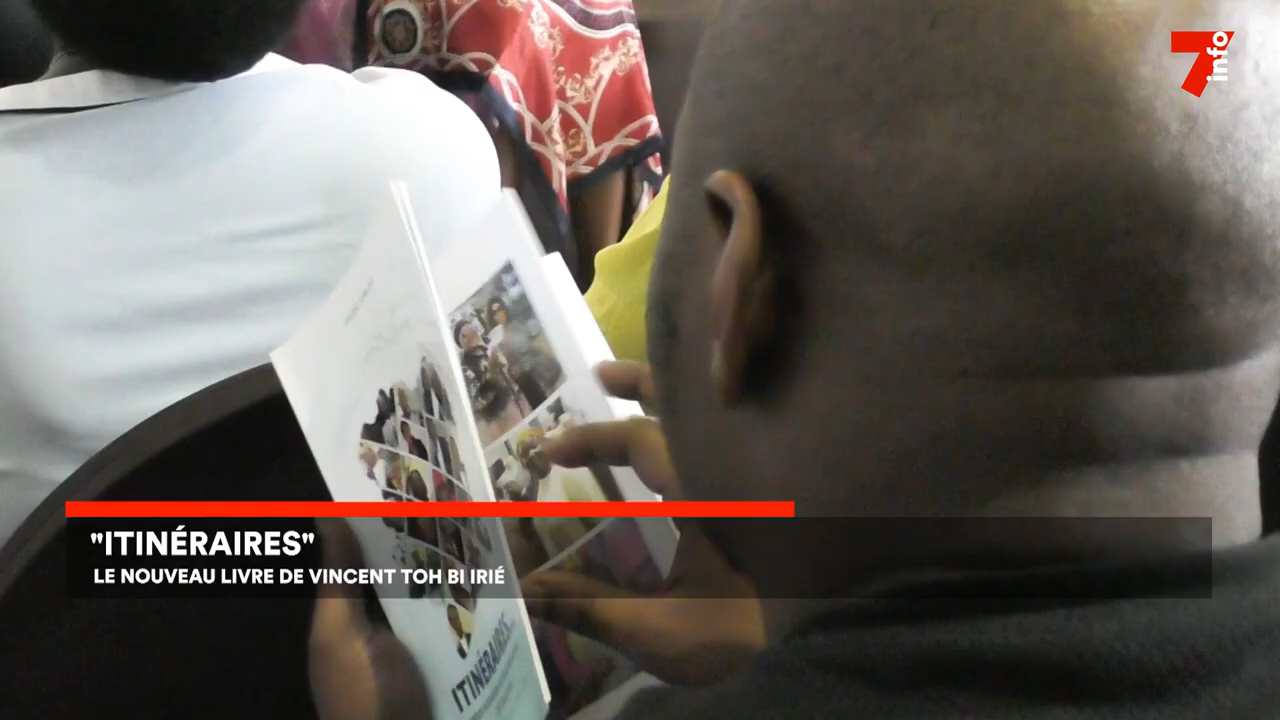 7info
"ITINÉRAIRES"
LE NOUVEAU LIVRE DE VINCENT TOH BI IRIÉ
ITINÉRAIRES